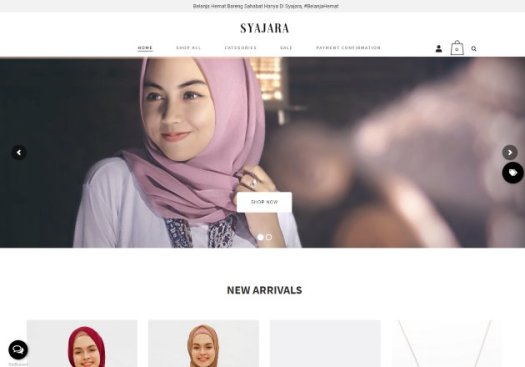 Belanja Hemat Bareng Sahabat Hanya Di Syajara, #BelanjaHemat
SYAJARA
HOME SHOP ALL CATEGORIES SALE PAYMENT CONFIRMATION
0
SHOP NOW
NEW ARRIVALS